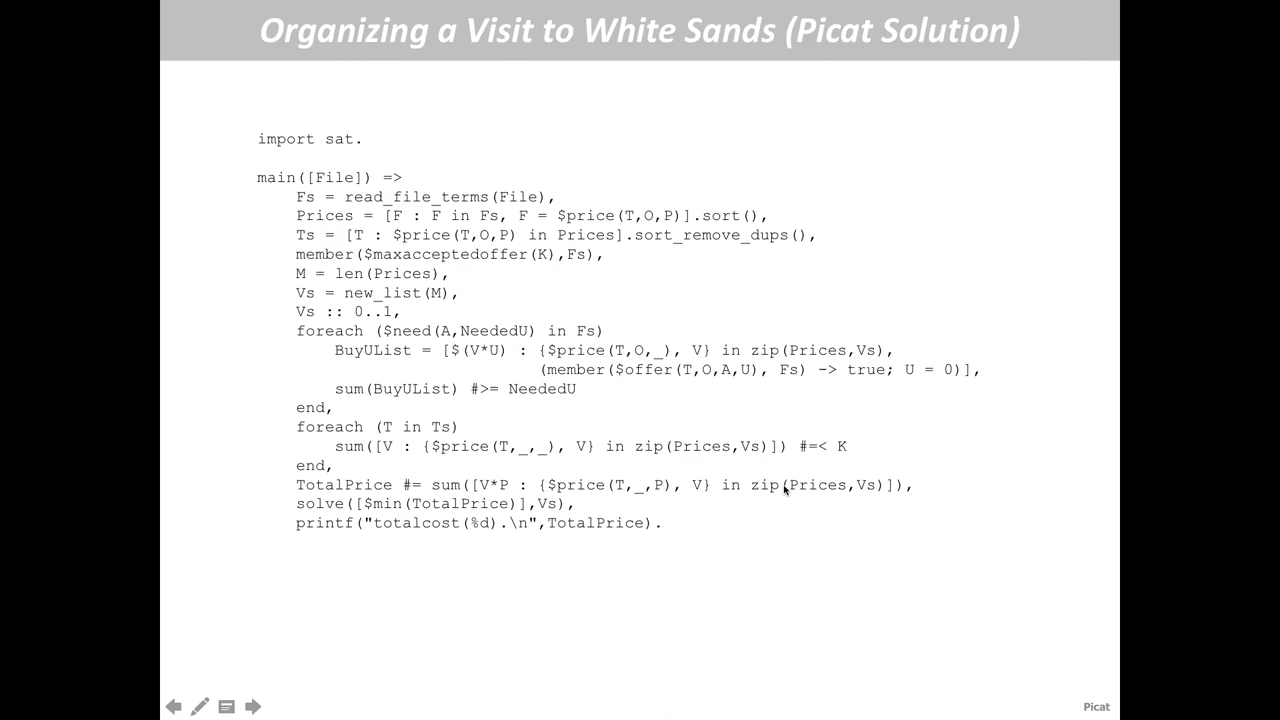 Organizing a Visit to White Sands (Picat Solution)
import sat.
main([File]) =>
Fs = read_file_terms(File),
Prices = [F : F in Fs, F = $price(T,O,P)].sort(),
Ts = [T : $price(T,O,P) in Prices].sort_remove_dups(),
member($maxacceptedoffer(K),Fs),
M = len(Prices),
Vs = new_list(M),
Vs :: 0..1,
foreach ($need(A,NeededU) in Fs)
BuyUList = [$(V*U) : {$price(T,O,_), V} in zip(Prices,Vs),
(member($offer(T,O,A,U), Fs) -> true; U = 0)],
sum(BuyUList) #>= NeededU
end,
foreach (T in Ts)
sum([V : {$price(T,_,_), V} in zip(Prices,Vs)]) #=< K
end,
TotalPrice #= sum([V*P : {$price(T,_,P), V} in zip(Prices,Vs)]),
solve([$min(TotalPrice)],Vs),
printf("totalcost(%d).\n",TotalPrice).
Picat